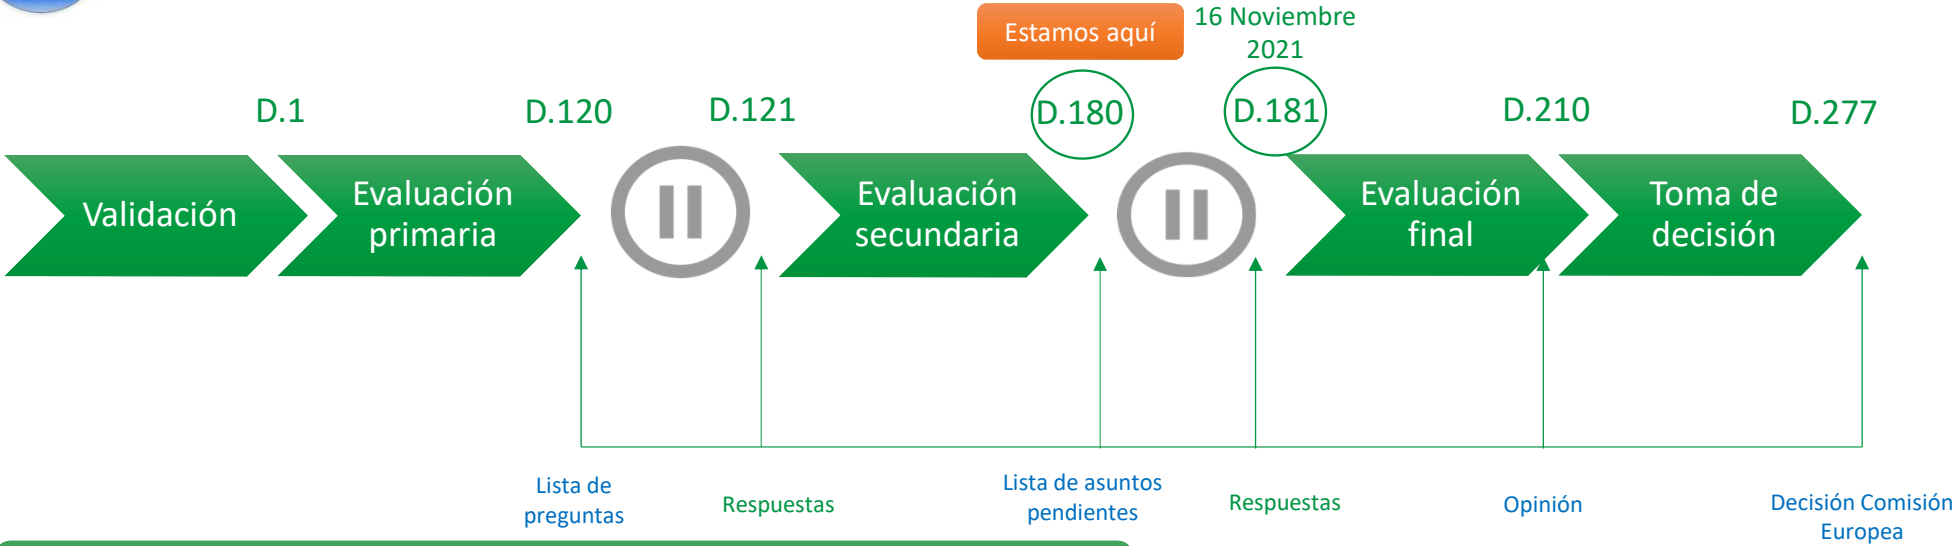 Estamos aquí
16 Noviembre
2021
D.1
D.120
D.121
D.180
D.181
D.210
D.277
Validación
Evaluación
primaria
Evaluación
secundaria
Evaluación
final
Toma de
decisión
Lista de
preguntas
Respuestas
Lista de asuntos
pendientes
Respuestas
Opinión
Decisión Comisión
Europea